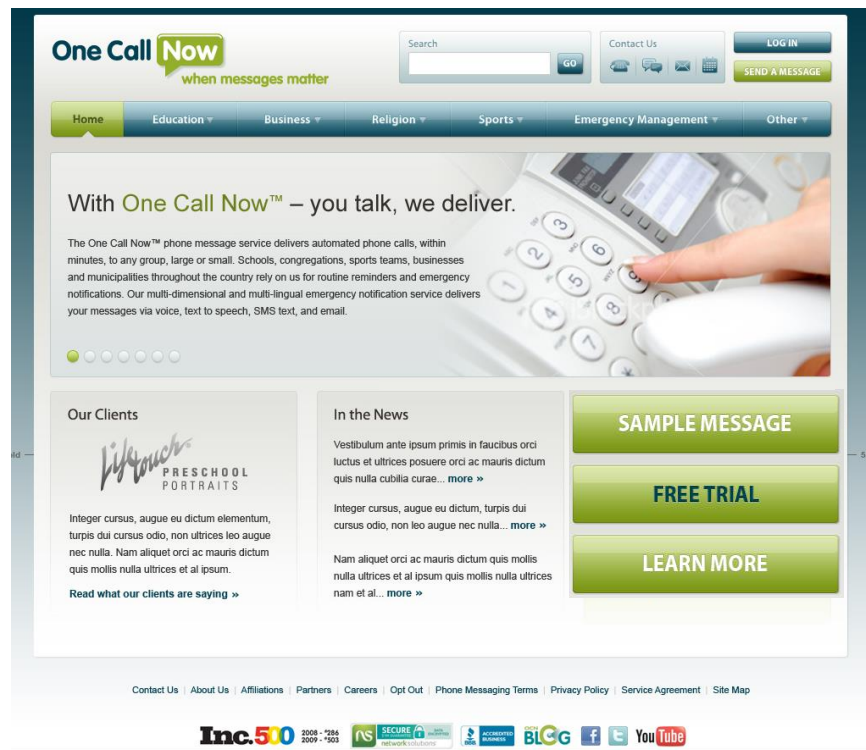 One Call Now
when messages matter
Search
GO
Contact Us
LOG IN
SEND A MESSAGE
Home
Education
Business
Religion
Sports
Emergency Management
Other
With One Call Now™ – you talk, we deliver.
The One Call Now™ phone message service delivers automated phone calls, within
minutes, to any group, large or small. Schools, congregations, sports teams, businesses
and municipalities throughout the country rely on us for routine reminders and emergency
notifications. Our multi-dimensional and multi-lingual emergency notification service delivers
your messages via voice, text to speech, SMS text, and email.
Our Clients
Lifetouch
PRESCHOOL
PORTRAITS
Integer cursus, augue eu dictum elementum,
turpis dui cursus odio, non ultrices leo augue
nec nulla. Nam aliquet orci ac mauris dictum
quis mollis nulla ultrices et al ipsum.
Read what our clients are saying »
In the News
Vestibulum ante ipsum primis in faucibus orci
luctus et ultrices posuere orci ac mauris dictum
quis nulla cubilia curae... more »
Integer cursus, augue eu dictum, turpis dui
cursus odio, non leo augue nec nulla... more »
Nam aliquet orci ac mauris dictum quis mollis
nulla ultrices et al ipsum quis mollis nulla ultrices
nam et al... more »
SAMPLE MESSAGE
FREE TRIAL
LEARN MORE
Contact Us | About Us | Affiliations | Partners | Careers | Opt Out | Phone Messaging Terms | Privacy Policy | Service Agreement | Site Map
Inc.500
2008 - *286
2009 - *503
NS
SECURE
networksolutions
BBB
ACCREDITED
BUSINESS
BLOG
f
t
YouTube